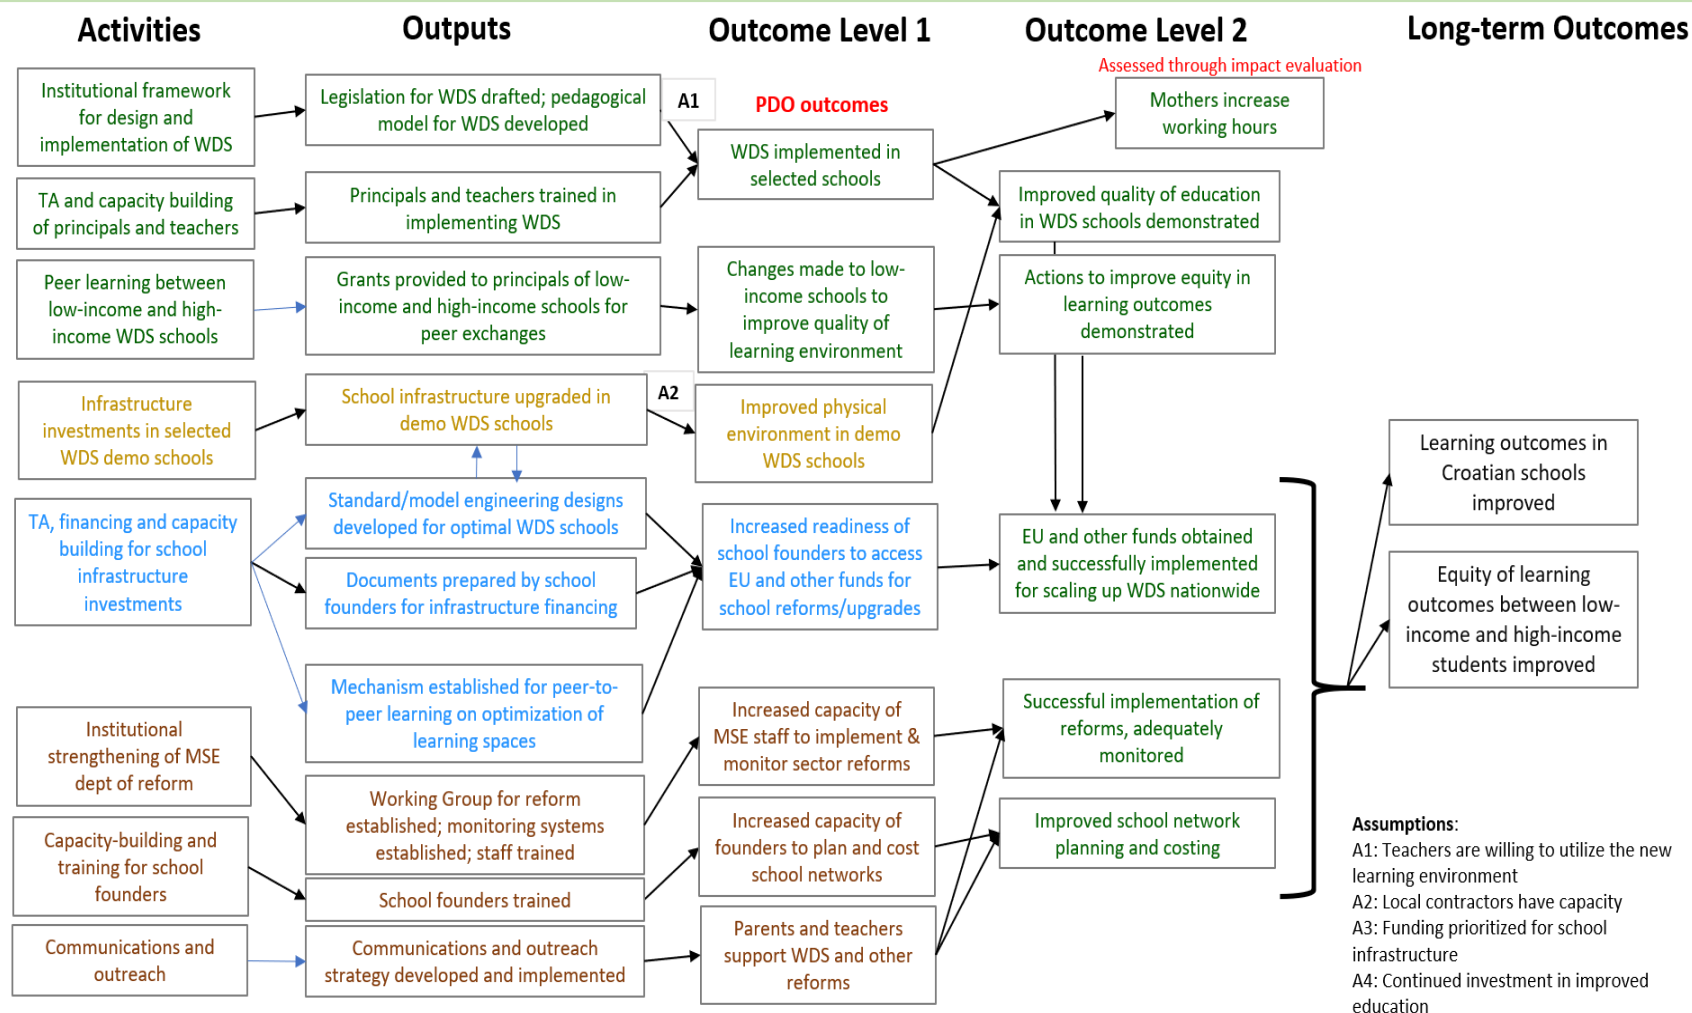 Activities
Outputs
Outcome Level 1
Outcome Level 2
Long-term Outcomes
Institutional framework
for design and
implementation of WDS
TA and capacity building
of principals and teachers
Peer learning between
low-income and high-
income WDS schools
Infrastructure
investments in selected
WDS demo schools
TA, financing and capacity
building for school
infrastructure
investments
Institutional
strengthening of MSE
dept of reform
Capacity-building and
training for school
founders
Communications and
outreach
Legislation for WDS drafted; pedagogical
model for WDS developed
Principals and teachers trained in
implementing WDS
Grants provided to principals of low-
income and high-income schools for
peer exchanges
School infrastructure upgraded in
demo WDS schools
Standard/model engineering designs
developed for optimal WDS schools
Documents prepared by school
founders for infrastructure financing
Mechanism established for peer-to-
peer learning on optimization of
learning spaces
Working Group for reform
established; monitoring systems
established; staff trained
School founders trained
Communications and outreach
strategy developed and implemented
A1
A2
PDO outcomes
WDS implemented in
selected schools
Changes made to low-
income schools to
improve quality of
learning environment
Improved physical
environment in demo
WDS schools
Increased readiness of
school founders to access
EU and other funds for
school reforms/upgrades
Increased capacity of
MSE staff to implement &
monitor sector reforms
Increased capacity of
founders to plan and cost
school networks
Parents and teachers
support WDS and other
reforms
Assessed through impact evaluation
Mothers increase
working hours
Improved quality of education
in WDS schools demonstrated
Actions to improve equity in
learning outcomes
demonstrated
EU and other funds obtained
and successfully implemented
for scaling up WDS nationwide
Successful implementation of
reforms, adequately
monitored
Improved school network
planning and costing
Learning outcomes in
Croatian schools
improved
Equity of learning
outcomes between low-
income and high-income
students improved
Assumptions:
A1: Teachers are willing to utilize the new
learning environment
A2: Local contractors have capacity
A3: Funding prioritized for school
infrastructure
A4: Continued investment in improved
education